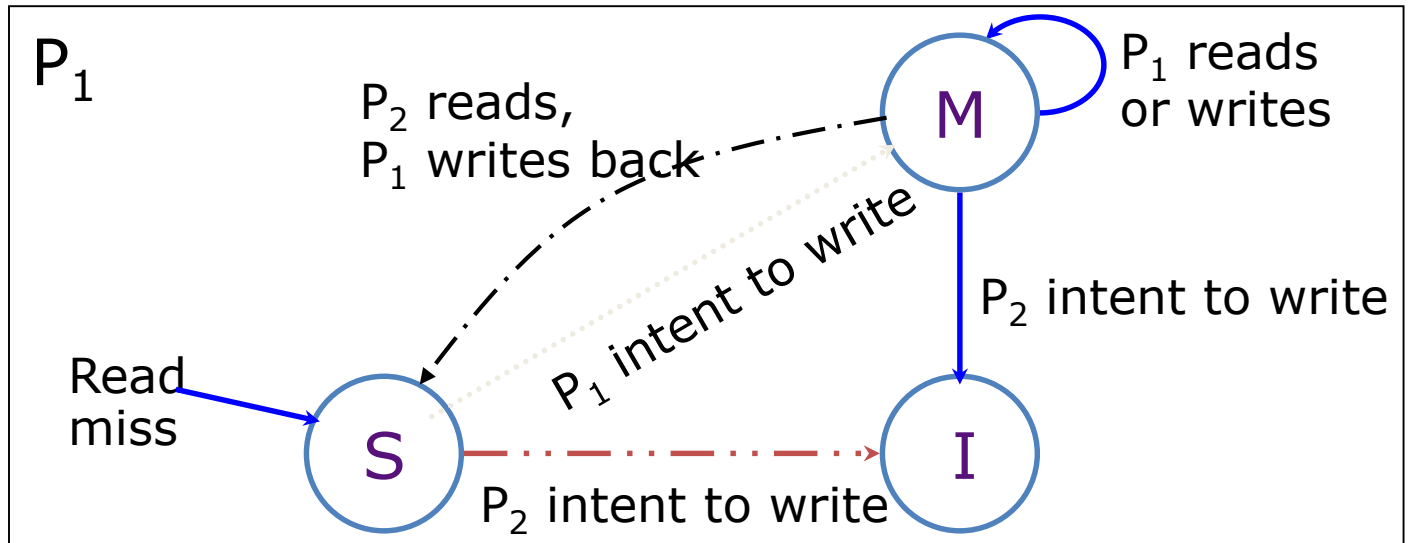 P₁
P₂ reads,
P₁ writes back
M
P₁ reads
or writes
P₁ intent to write
P₂ intent to write
Read
miss
S
I
P₂ intent to write